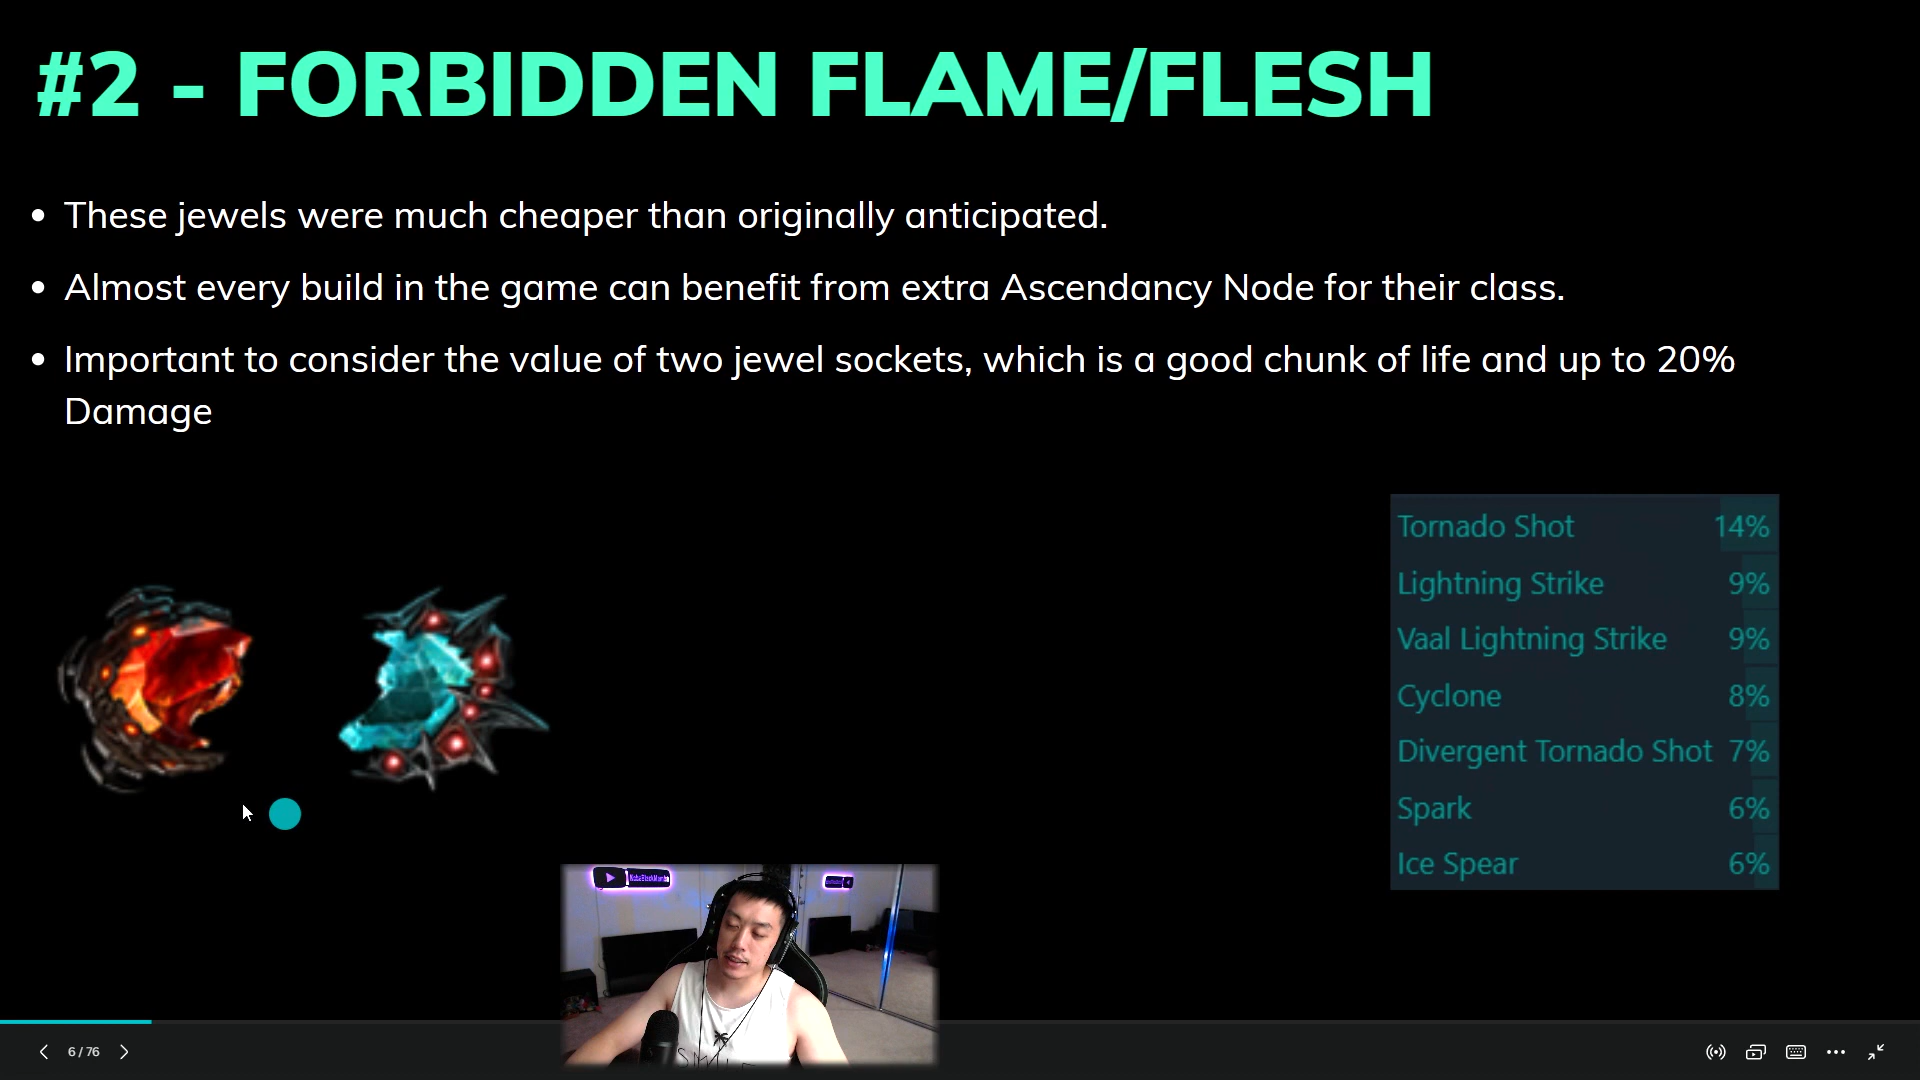 #2 - FORBIDDEN FLAME/FLESH
These jewels were much cheaper than originally anticipated.
Almost every build in the game can benefit from extra Ascendancy Node for their class.
Important to consider the value of two jewel sockets, which is a good chunk of life and up to 20%
Damage
Tornado Shot 14%
Lightning Strike 9%
Vaal Lightning Strike 9%
Cyclone 8%
Divergent Tornado Shot 7%
Spark 6%
Ice Spear 6%
6 / 76